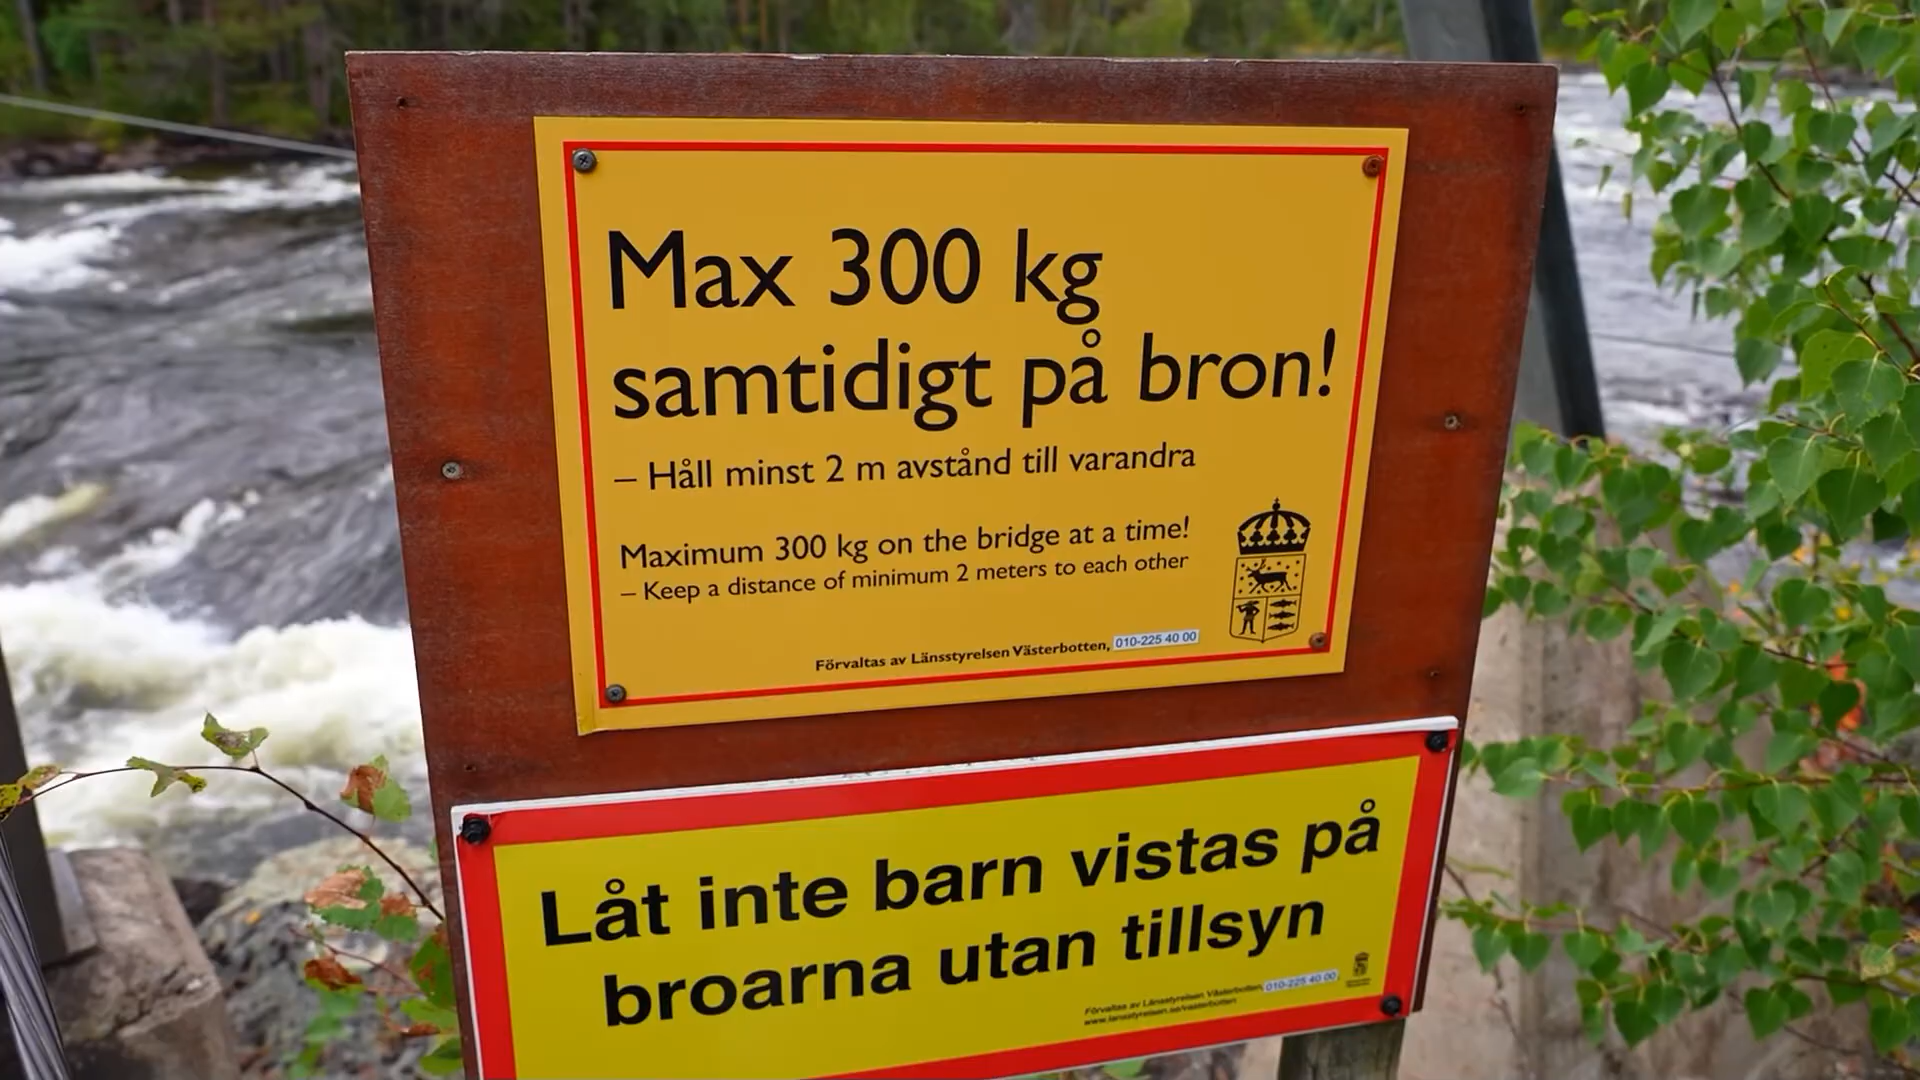 Max 300 kg
samtidigt på bron!
– Håll minst 2 m avstånd till varandra
Maximum 300 kg on the bridge at a time!
– Keep a distance of minimum 2 meters to each other
Förvaltas av Länsstyrelsen Västerbotten, 010-225 40 00
Låt inte barn vistas på
broarna utan tillsyn
Förvaltas av Länsstyrelsen Västerbotten, 010-225 40 00
www.lansstyrelsen.se/vasterbotten